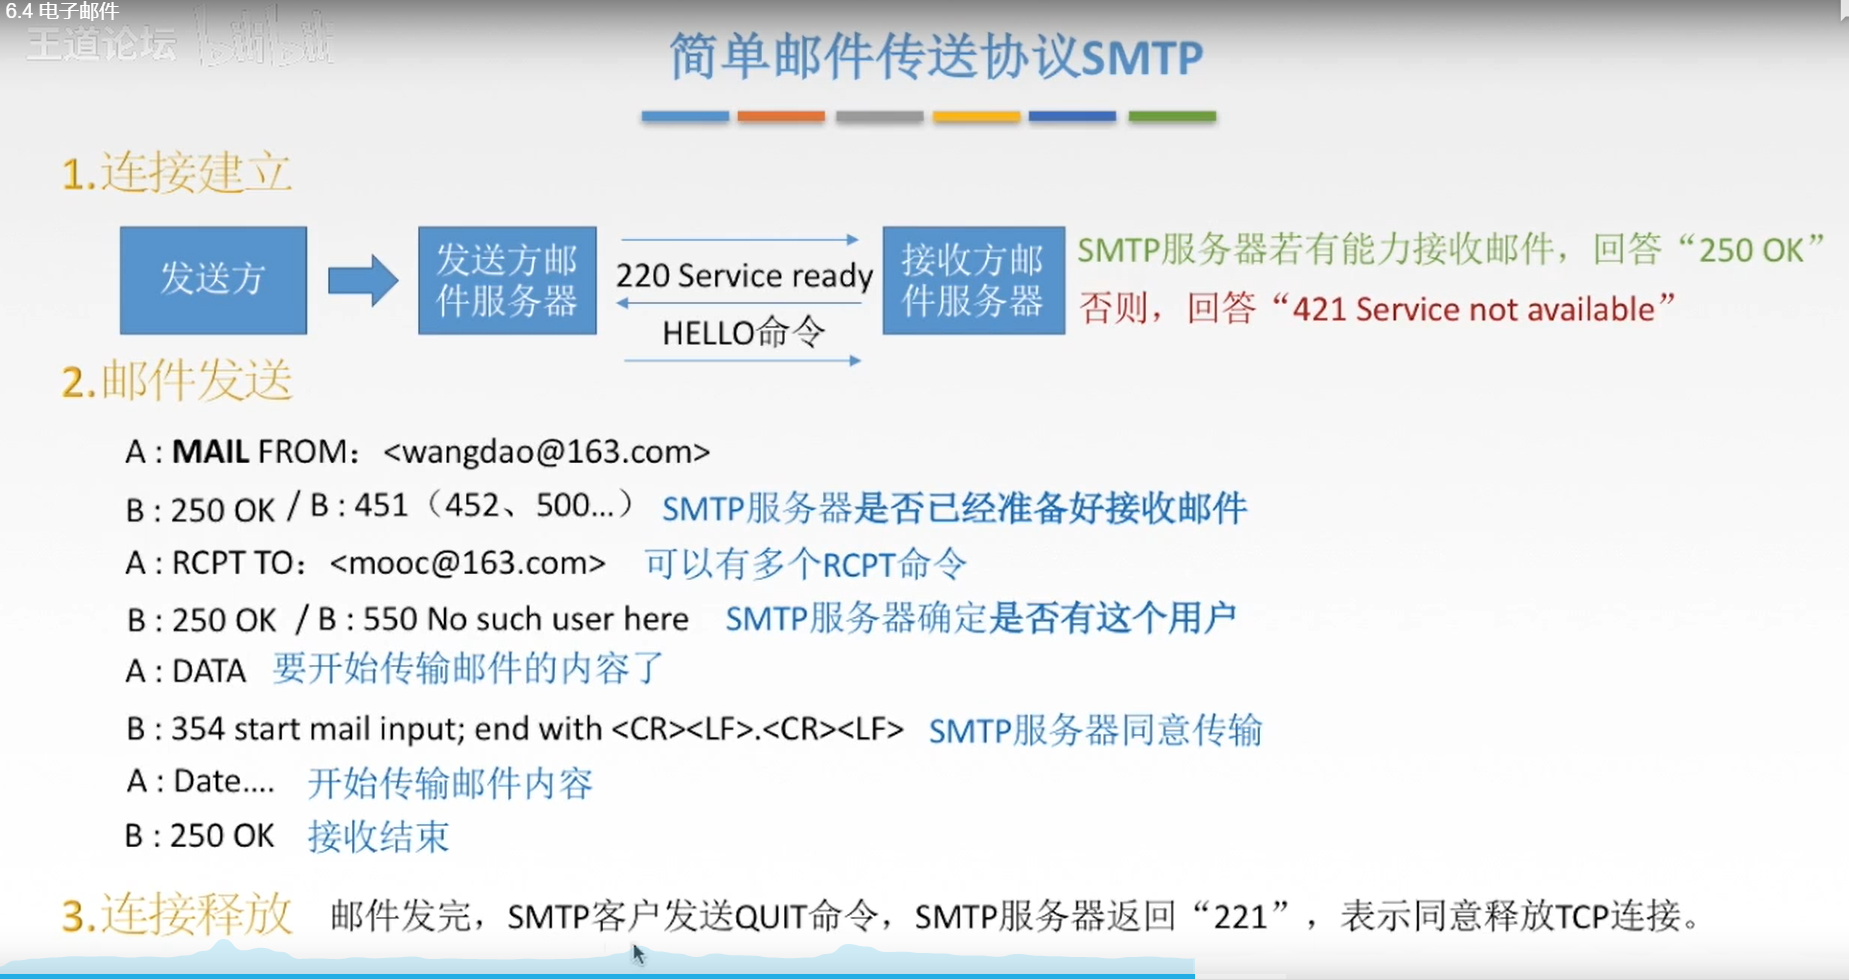 6.4 电子邮件
王道论坛 bilibili
简单邮件传送协议SMTP
1.连接建立
发送方
发送方邮
件服务器
220 Service ready
HELLO命令
接收方邮
件服务器
SMTP服务器若有能力接收邮件，回答“250 OK”
否则，回答“421 Service not available”
2.邮件发送
A : MAIL FROM：<wangdao@163.com>
B : 250 OK / B : 451（452、500...） SMTP服务器是否已经准备好接收邮件
A : RCPT TO：<mooc@163.com> 可以有多个RCPT命令
B : 250 OK / B : 550 No such user here SMTP服务器确定是否有这个用户
A : DATA 要开始传输邮件的内容了
B : 354 start mail input; end with <CR><LF>.<CR><LF> SMTP服务器同意传输
A : Date.... 开始传输邮件内容
B : 250 OK 接收结束
3.连接释放 邮件发完，SMTP客户发送QUIT命令，SMTP服务器返回“221”，表示同意释放TCP连接。